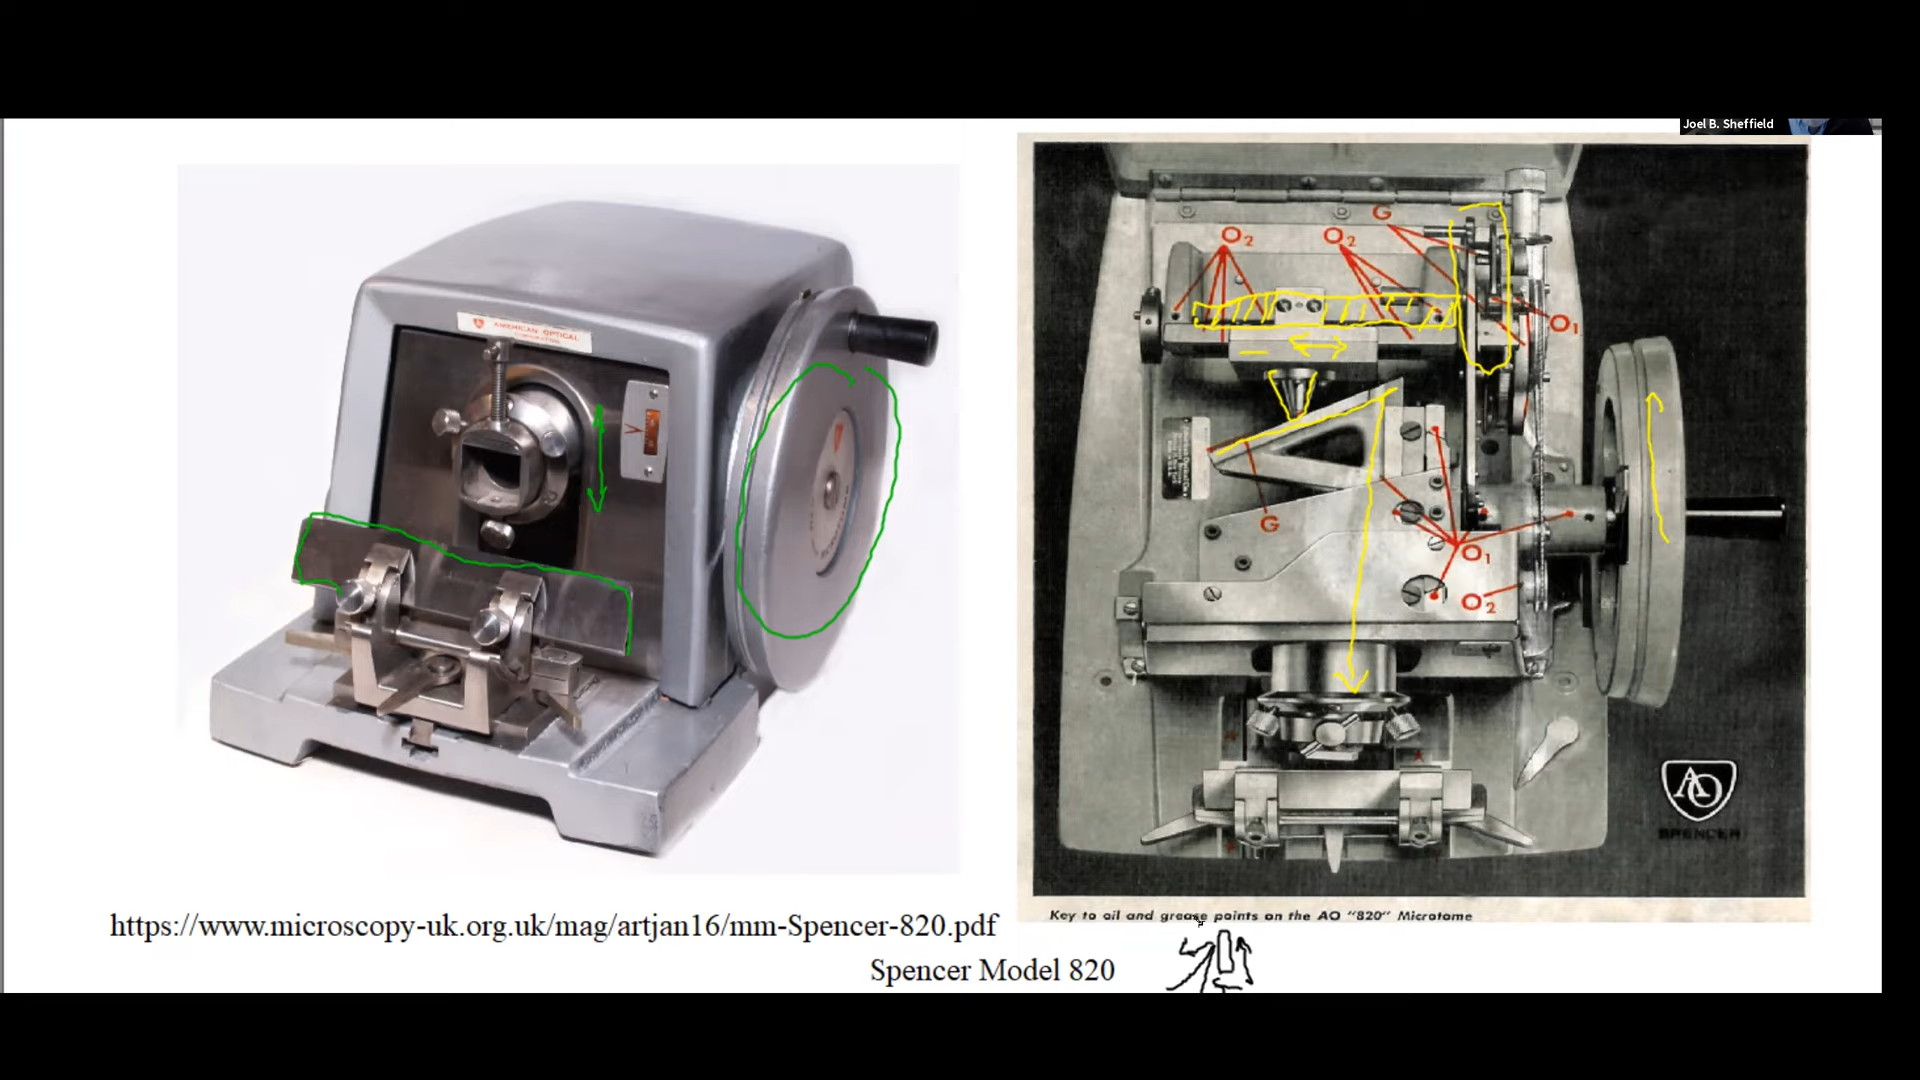 Joel B. Sheffield
AMERICAN OPTICAL
V
G
O2
O2
O1
G
O1
O2
AO
SPENCER
Key to oil and grease points on the AO "820" Microtome
https://www.microscopy-uk.org.uk/mag/artjan16/mm-Spencer-820.pdf
Spencer Model 820